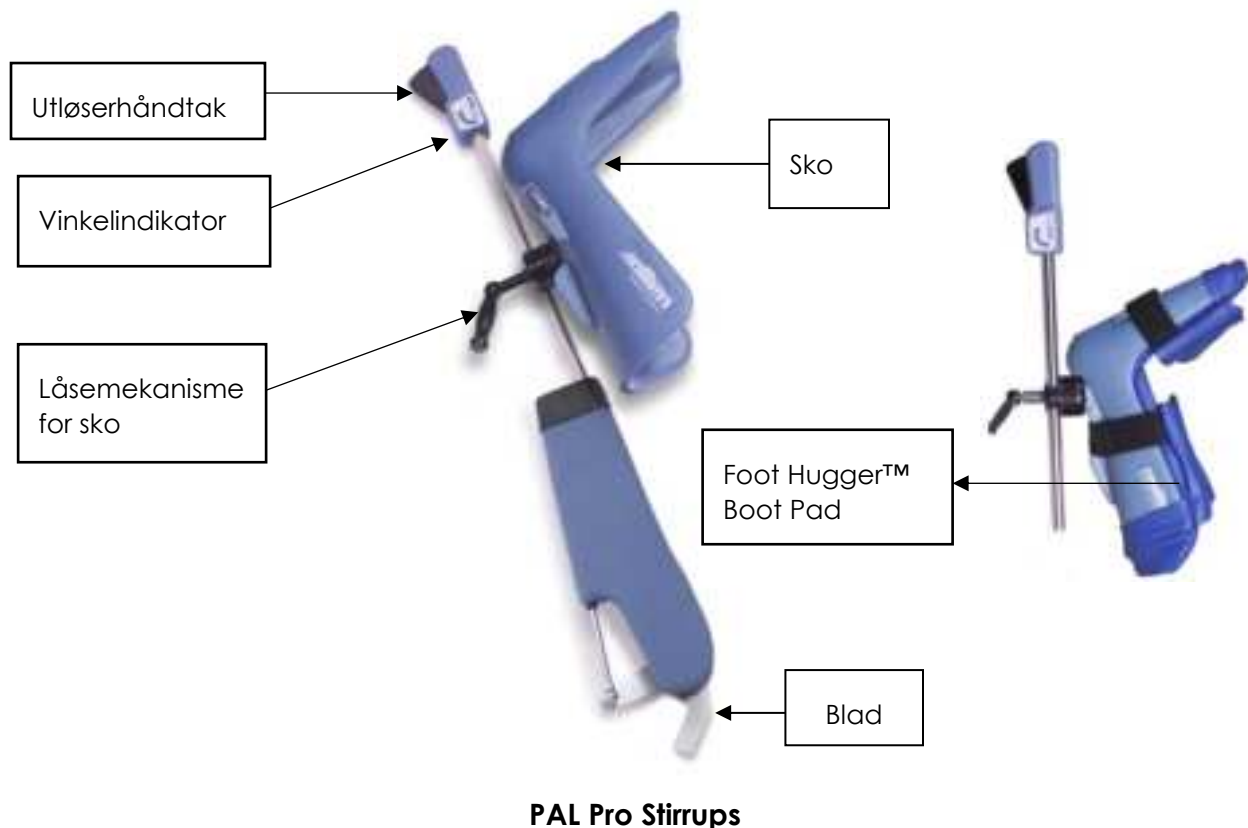 Utløserhåndtak
Vinkelindikator
Låsemekanisme
for sko
Sko
Foot Hugger™
Boot Pad
Blad
PAL Pro Stirrups